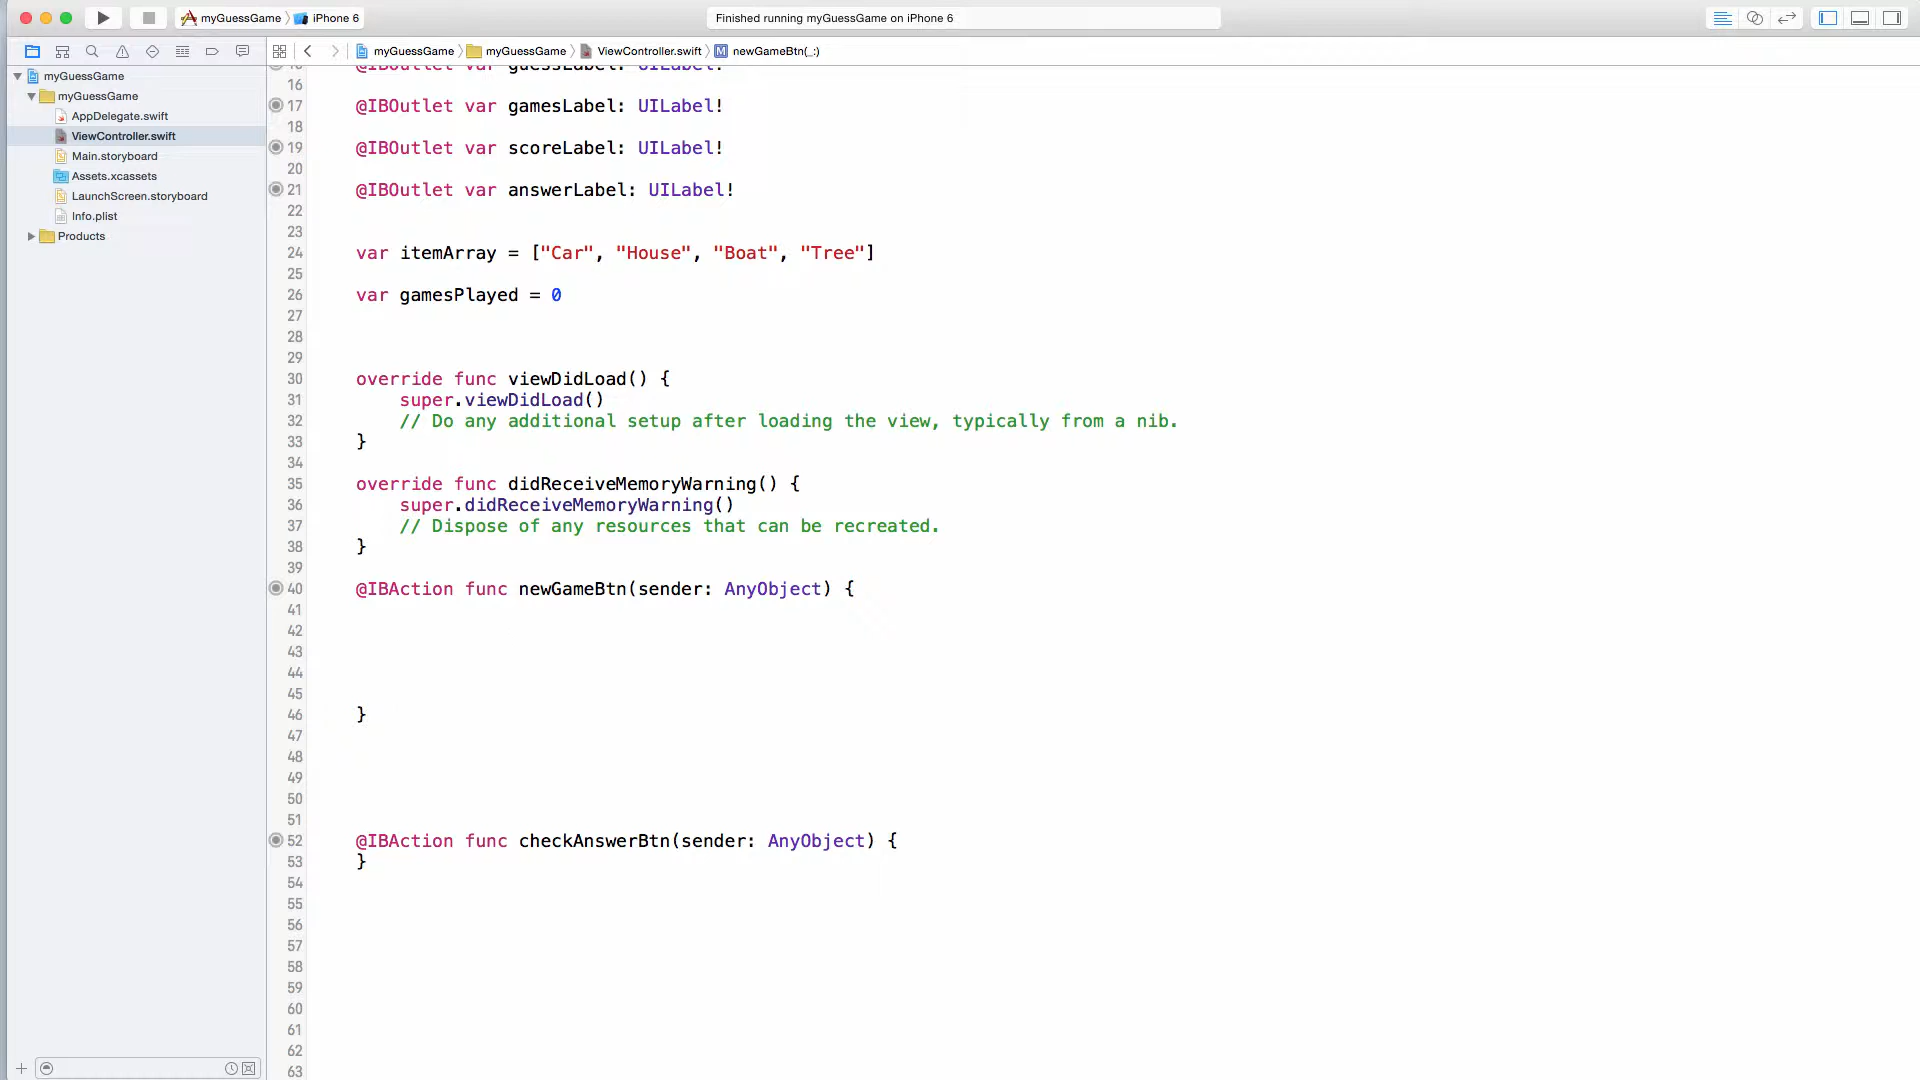 myGuessGame iPhone 6
Finished running myGuessGame on iPhone 6
myGuessGame myGuessGame ViewController.swift M newGameBtn(_:)
myGuessGame
myGuessGame
AppDelegate.swift
ViewController.swift
Main.storyboard
Assets.xcassets
LaunchScreen.storyboard
Info.plist
Products
@IBOutlet var guessLabel: UILabel!
16
17 @IBOutlet var gamesLabel: UILabel!
18
19 @IBOutlet var scoreLabel: UILabel!
20
21 @IBOutlet var answerLabel: UILabel!
22
23
24 var itemArray = ["Car", "House", "Boat", "Tree"]
25
26 var gamesPlayed = 0
27
28
29
30 override func viewDidLoad() {
31 super.viewDidLoad()
32 // Do any additional setup after loading the view, typically from a nib.
33 }
34
35 override func didReceiveMemoryWarning() {
36 super.didReceiveMemoryWarning()
37 // Dispose of any resources that can be recreated.
38 }
39
40 @IBAction func newGameBtn(sender: AnyObject) {
41
42
43
44
45
46 }
47
48
49
50
51
52 @IBAction func checkAnswerBtn(sender: AnyObject) {
53 }
54
55
56
57
58
59
60
61
62
63